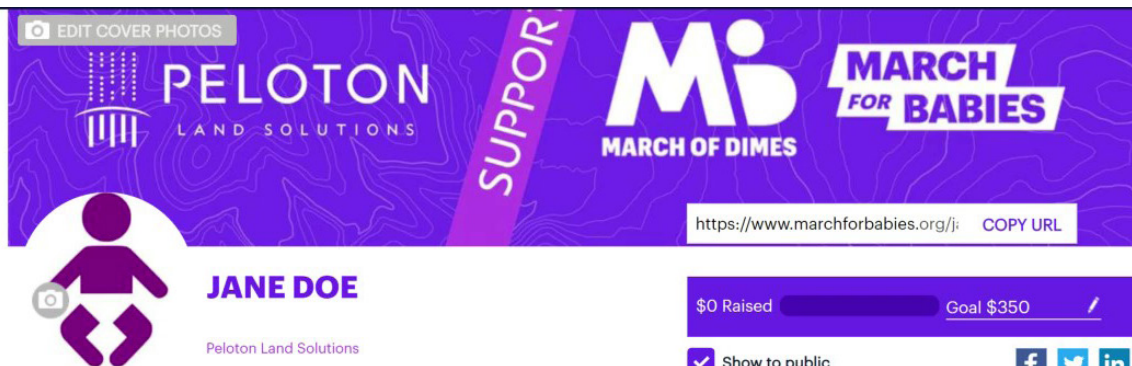 EDIT COVER PHOTOS
PELOTON
LAND SOLUTIONS
SUPPOR
MARCH OF DIMES
MARCH
FOR BABIES
https://www.marchforbabies.org/j
COPY URL
JANE DOE
Peloton Land Solutions
$0 Raised
Goal $350
Show to public